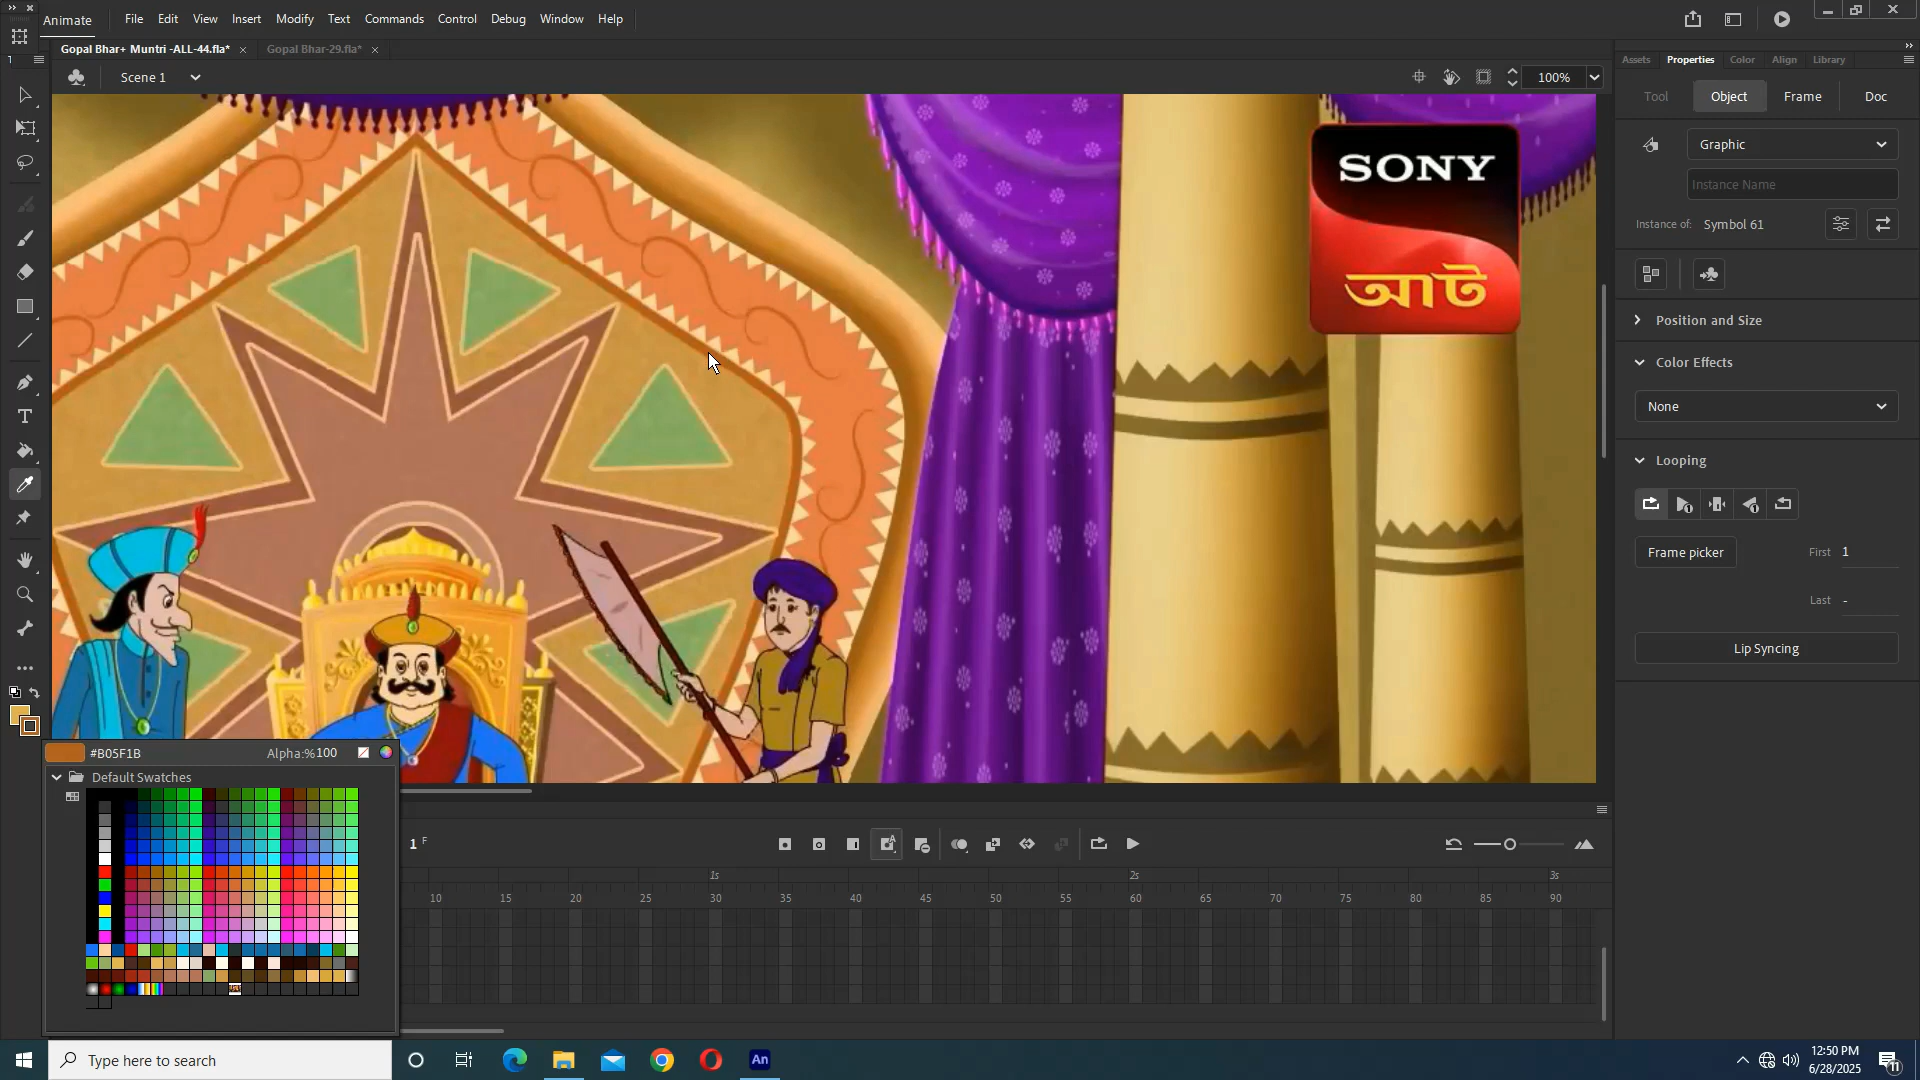 Animate
File Edit View Insert Modify Text Commands Control Debug Window Help
Gopal Bhar+ Muntri -ALL-44.fla*
Gopal Bhar-29.fla*
Scene 1
100%
Assets Properties Color Align Library
Tool Object Frame Doc
Graphic
Instance Name
Instance of: Symbol 61
Position and Size
Color Effects
None
Looping
Frame picker First 1
Last -
Lip Syncing
SONY
আট
#B05F1B Alpha:% 100
Default Swatches
1 F
1s 2s 3s
10 15 20 25 30 35 40 45 50 55 60 65 70 75 80 85 90
Type here to search
An
12:50 PM
6/28/2025
11